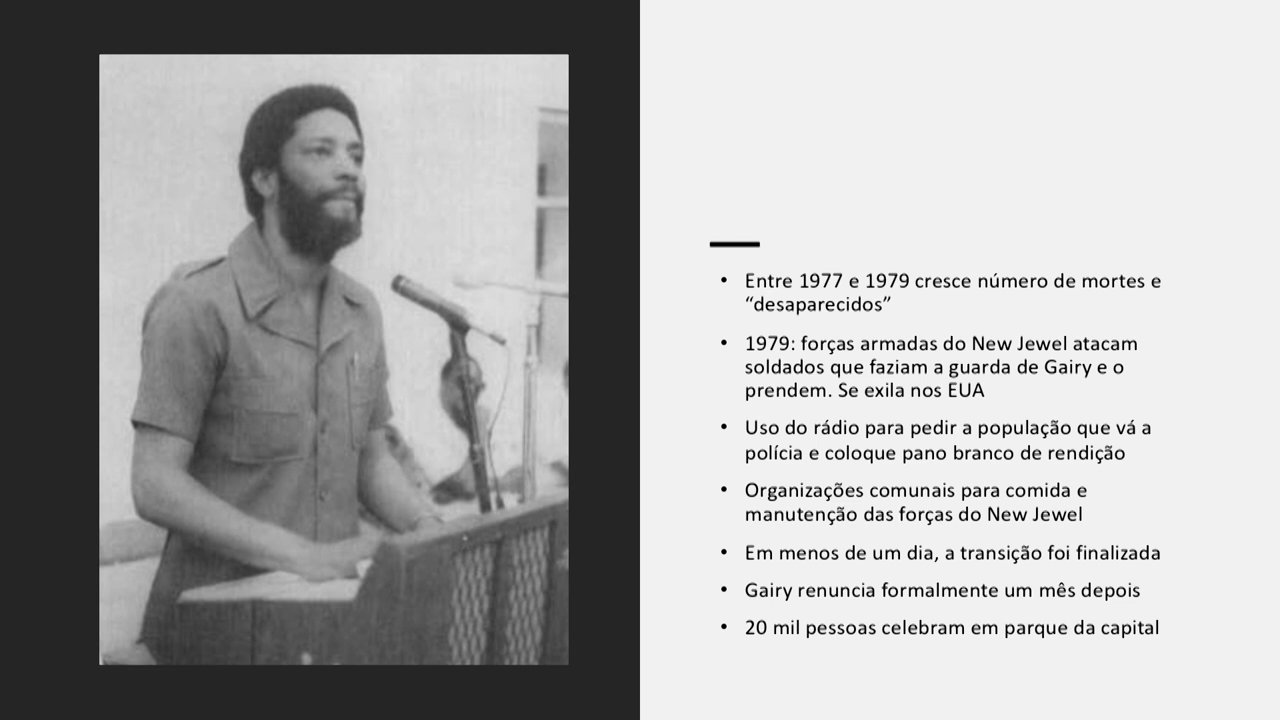 • Entre 1977 e 1979 cresce número de mortes e
“desaparecidos”
• 1979: forças armadas do New Jewel atacam
soldados que faziam a guarda de Gairy e o
prendem. Se exila nos EUA
• Uso do rádio para pedir a população que vá a
polícia e coloque pano branco de rendição
• Organizações comunais para comida e
manutenção das forças do New Jewel
• Em menos de um dia, a transição foi finalizada
• Gairy renuncia formalmente um mês depois
• 20 mil pessoas celebram em parque da capital